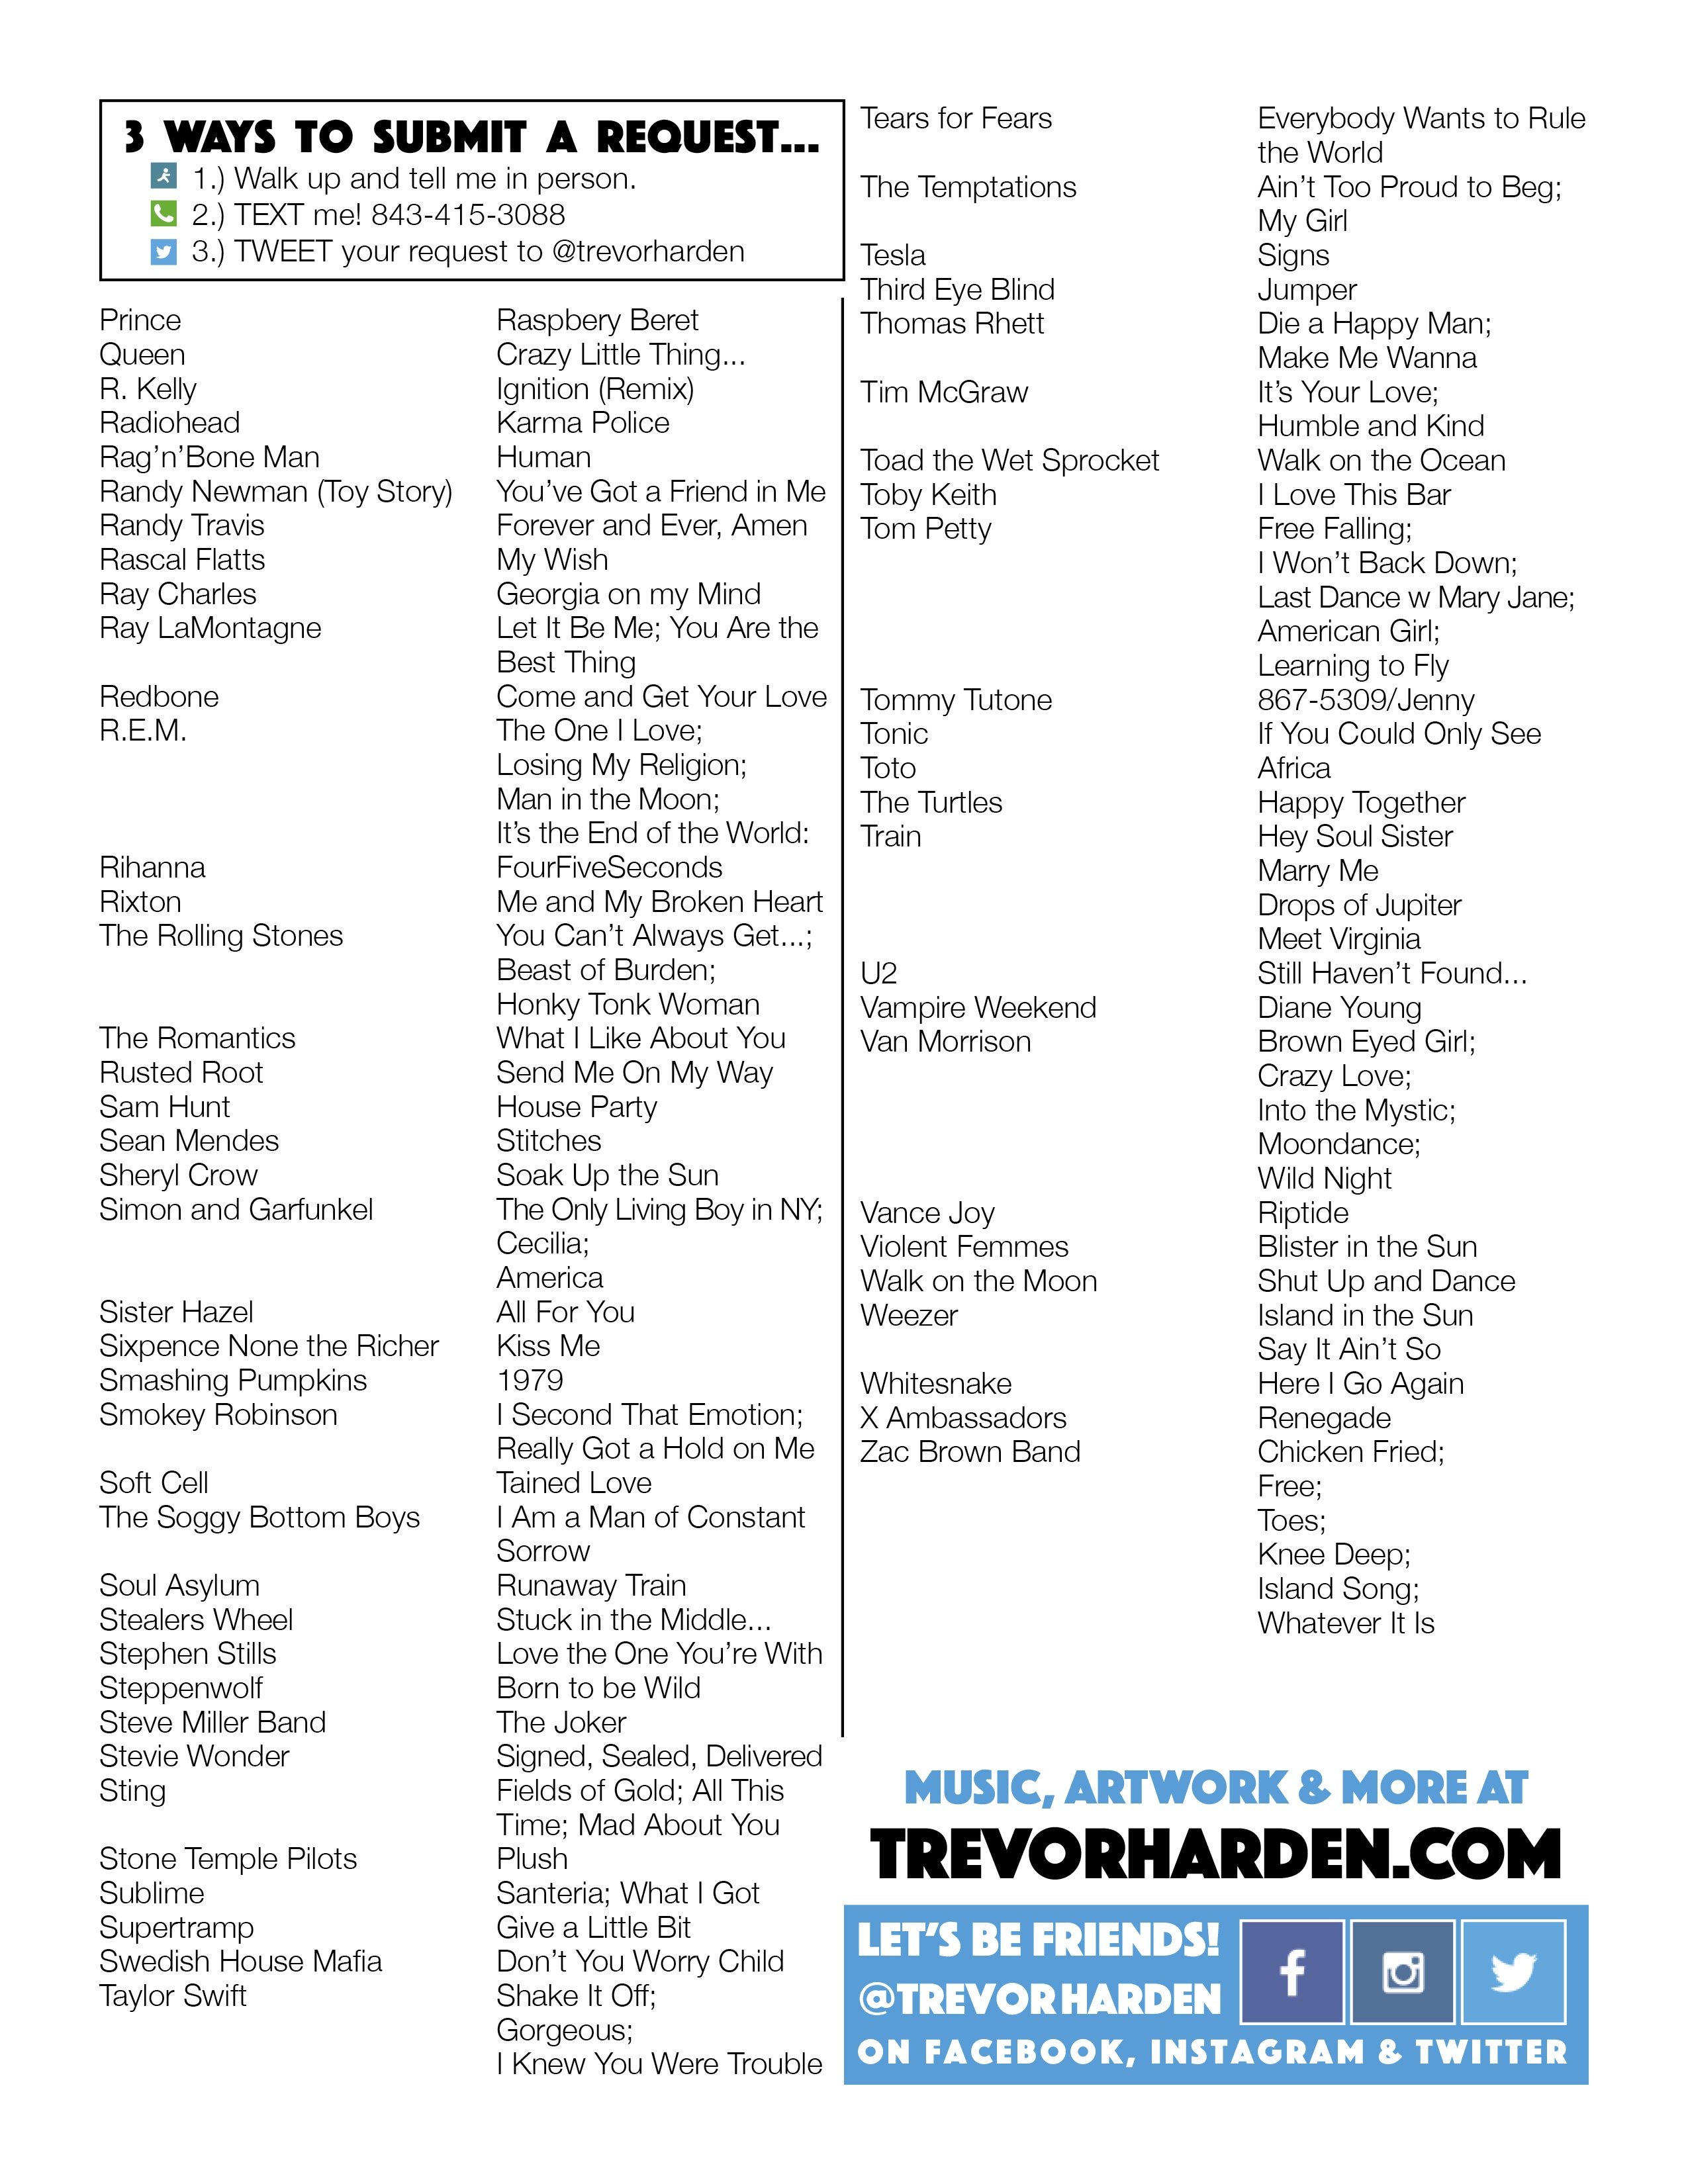 3 WAYS TO SUBMIT A REQUEST...
1.) Walk up and tell me in person.
2.) TEXT me! 843-415-3088
3.) TWEET your request to @trevorharden
Prince Raspbery Beret
Queen Crazy Little Thing...
R. Kelly Ignition (Remix)
Radiohead Karma Police
Rag’n’Bone Man Human
Randy Newman (Toy Story) You’ve Got a Friend in Me
Randy Travis Forever and Ever, Amen
Rascal Flatts My Wish
Ray Charles Georgia on my Mind
Ray LaMontagne Let It Be Me; You Are the
Best Thing
Redbone Come and Get Your Love
R.E.M. The One I Love;
Losing My Religion;
Man in the Moon;
It’s the End of the World:
Rihanna FourFiveSeconds
Rixton Me and My Broken Heart
The Rolling Stones You Can’t Always Get...;
Beast of Burden;
Honky Tonk Woman
The Romantics What I Like About You
Rusted Root Send Me On My Way
Sam Hunt House Party
Sean Mendes Stitches
Sheryl Crow Soak Up the Sun
Simon and Garfunkel The Only Living Boy in NY;
Cecilia;
America
Sister Hazel All For You
Sixpence None the Richer Kiss Me
Smashing Pumpkins 1979
Smokey Robinson I Second That Emotion;
Really Got a Hold on Me
Soft Cell Tained Love
The Soggy Bottom Boys I Am a Man of Constant
Sorrow
Soul Asylum Runaway Train
Stealers Wheel Stuck in the Middle...
Stephen Stills Love the One You’re With
Steppenwolf Born to be Wild
Steve Miller Band The Joker
Stevie Wonder Signed, Sealed, Delivered
Sting Fields of Gold; All This
Time; Mad About You
Stone Temple Pilots Plush
Sublime Santeria; What I Got
Supertramp Give a Little Bit
Swedish House Mafia Don’t You Worry Child
Taylor Swift Shake It Off;
Gorgeous;
I Knew You Were Trouble
Tears for Fears Everybody Wants to Rule
the World
The Temptations Ain’t Too Proud to Beg;
My Girl
Tesla Signs
Third Eye Blind Jumper
Thomas Rhett Die a Happy Man;
Make Me Wanna
Tim McGraw It’s Your Love;
Humble and Kind
Toad the Wet Sprocket Walk on the Ocean
Toby Keith I Love This Bar
Tom Petty Free Falling;
I Won’t Back Down;
Last Dance w Mary Jane;
American Girl;
Learning to Fly
Tommy Tutone 867-5309/Jenny
Tonic If You Could Only See
Toto Africa
The Turtles Happy Together
Train Hey Soul Sister
Marry Me
Drops of Jupiter
Meet Virginia
U2 Still Haven’t Found...
Vampire Weekend Diane Young
Van Morrison Brown Eyed Girl;
Crazy Love;
Into the Mystic;
Moondance;
Wild Night
Vance Joy Riptide
Violent Femmes Blister in the Sun
Walk on the Moon Shut Up and Dance
Weezer Island in the Sun
Say It Ain’t So
Whitesnake Here I Go Again
X Ambassadors Renegade
Zac Brown Band Chicken Fried;
Free;
Toes;
Knee Deep;
Island Song;
Whatever It Is
MUSIC, ARTWORK & MORE AT
TREVORHARDEN.COM
LET’S BE FRIENDS!
@TREVORHARDEN
ON FACEBOOK, INSTAGRAM & TWITTER